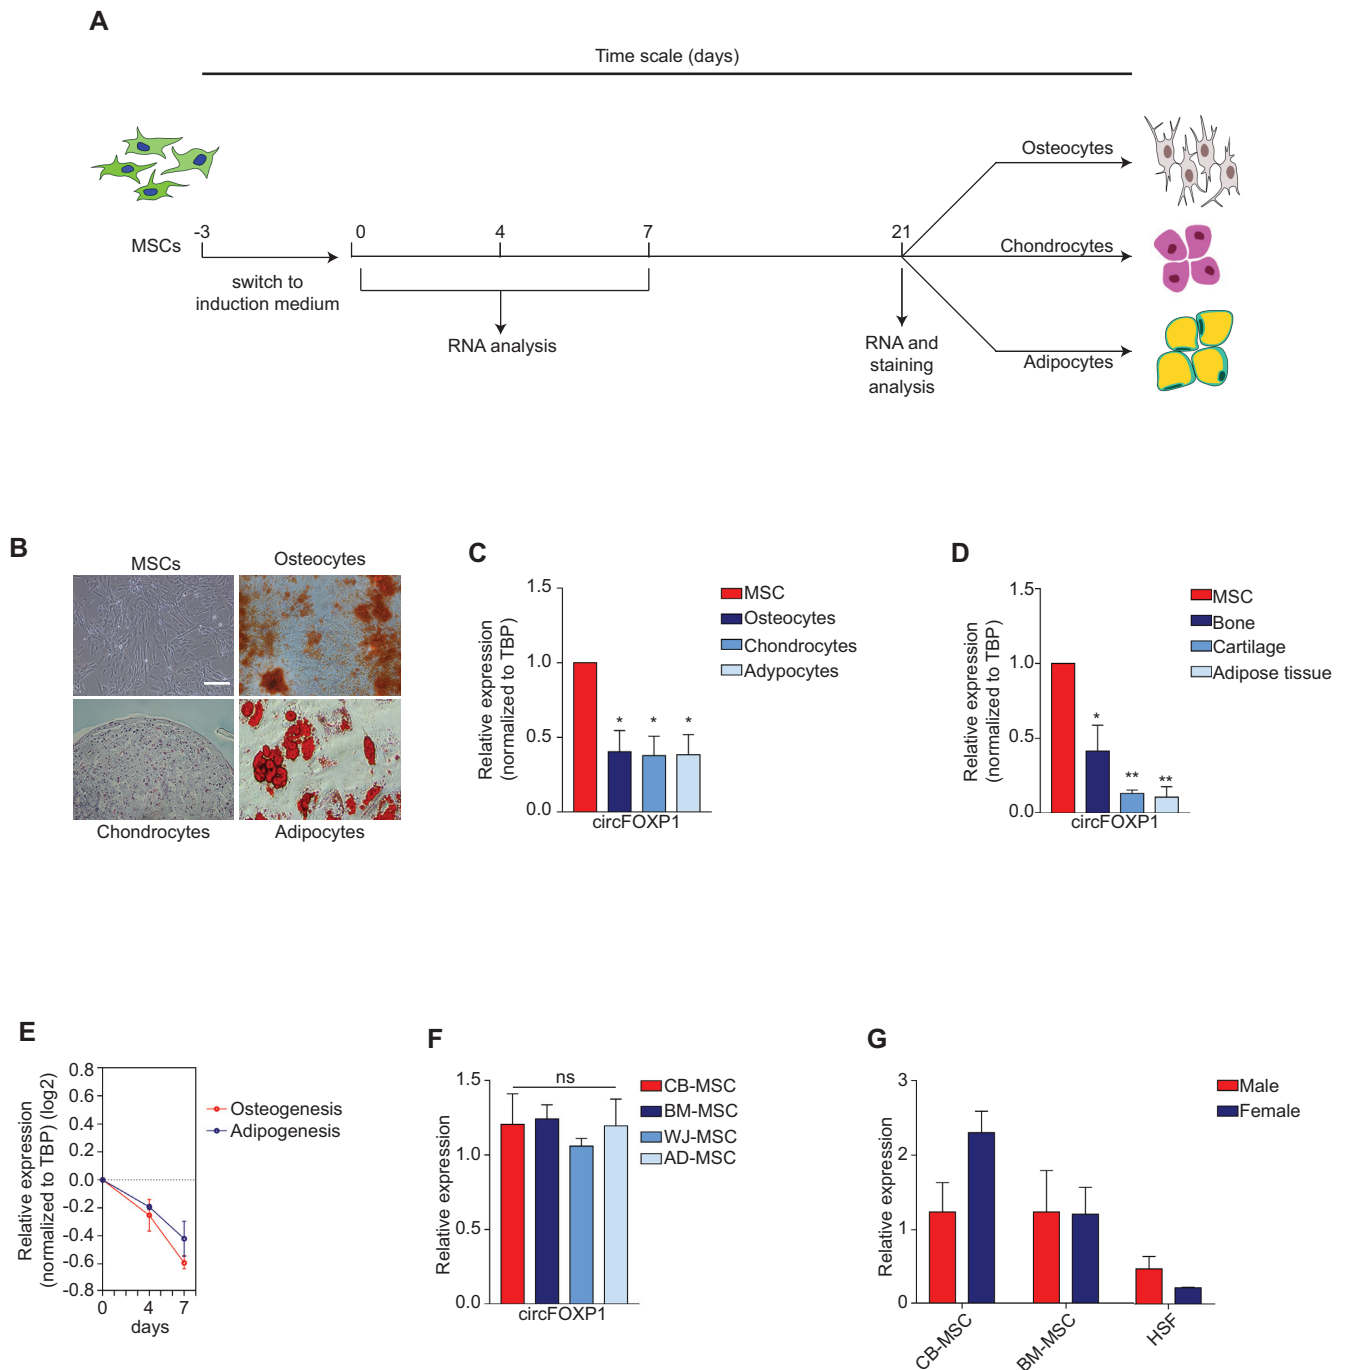 A
Time scale (days)
MSCs
-3
0
4
7
21
switch to
induction medium
RNA analysis
RNA and
staining
analysis
Osteocytes
Chondrocytes
Adipocytes
B
MSCs
Osteocytes
Chondrocytes
Adipocytes
C
Relative expression
(normalized to TBP)
1.5
1.0
0.5
0.0
*
*
*
circFOXP1
MSC
Osteocytes
Chondrocytes
Adypocytes
D
Relative expression
(normalized to TBP)
1.5
1.0
0.5
0.0
*
**
**
circFOXP1
MSC
Bone
Cartilage
Adipose tissue
E
Relative expression
(normalized to TBP) (log2)
0.8
0.6
0.4
0.2
0.0
-0.2
-0.4
-0.6
-0.8
0
4
7
days
Osteogenesis
Adipogenesis
F
Relative expression
1.5
1.0
0.5
0.0
ns
circFOXP1
CB-MSC
BM-MSC
WJ-MSC
AD-MSC
G
Relative expression
3
2
1
0
CB-MSC
BM-MSC
HSF
Male
Female